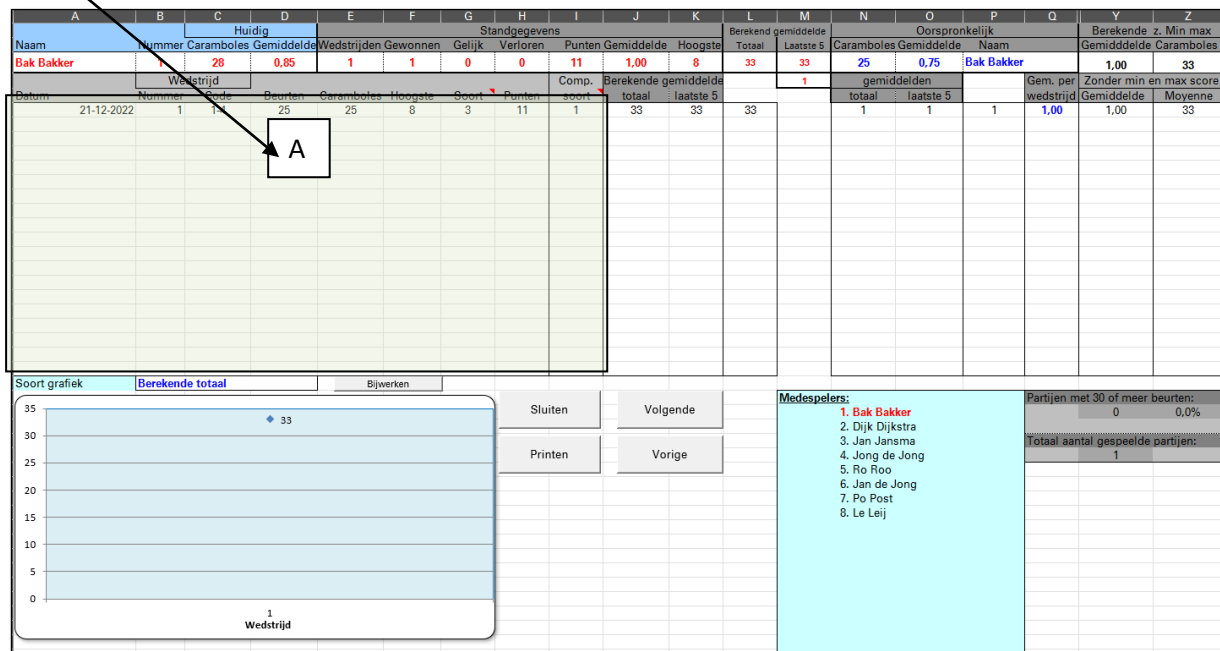 A B C D E F G H I J K L M N O P Q Y Z
Huidig Standgegevens Berekend gemiddelde Oorspronkelijk Berekende z. Min max
Naam Nummer Caramboles Gemiddelde Wedstrijden Gewonnen Gelijk Verloren Punten Gemiddelde Hoogste Totaal Laatste 5 Caramboles Gemiddelde Naam Gemidddelde Caramboles
Bak Bakker 1 28 0,85 1 1 0 0 11 1,00 8 33 33 25 0,75 Bak Bakker 1,00 33
Wedstrijd Comp. Berekende gemiddelde 1 gemiddelden Gem. per Zonder min en max score
Datum Nummer Code Beurten Caramboles Hoogste Soort Punten soort totaal laatste 5 totaal laatste 5 wedstrijd Gemiddelde Moyenne
21-12-2022 1 1-4 25 25 8 3 11 1 33 33 33 1 1 1 1,00 1,00 33
A
Soort grafiek Berekende totaal Bijwerken
35
30
25
20
15
10
5
0
33
1
Wedstrijd
Sluiten Volgende
Printen Vorige
Medespelers:
1. Bak Bakker
2. Dijk Dijkstra
3. Jan Jansma
4. Jong de Jong
5. Ro Roo
6. Jan de Jong
7. Po Post
8. Le Leij
Partijen met 30 of meer beurten:
0 0,0%
Totaal aantal gespeelde partijen:
1